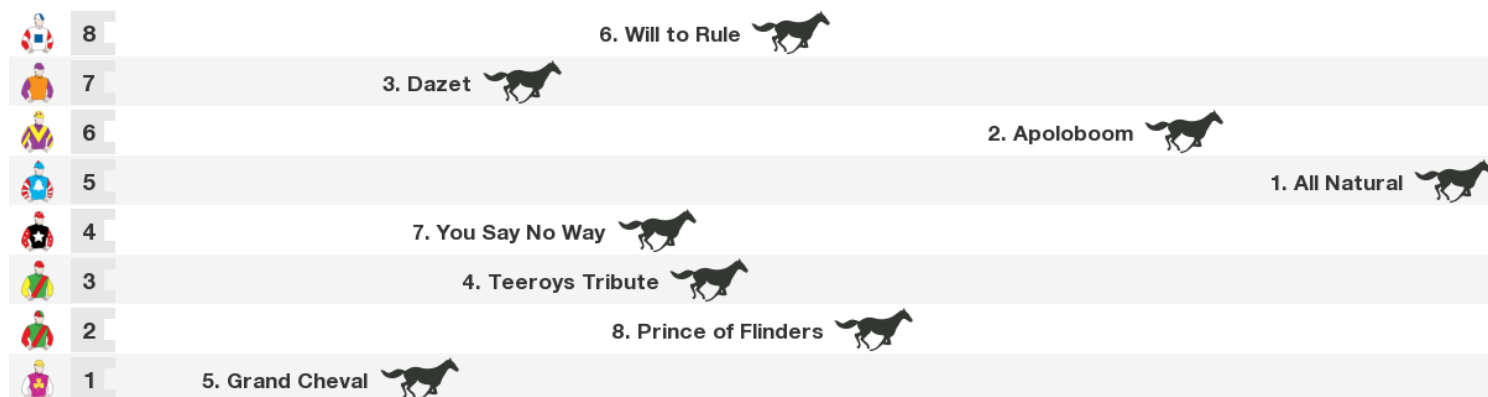 8 6. Will to Rule
7 3. Dazet
6 2. Apoloboom
5 1. All Natural
4 7. You Say No Way
3 4. Teeroys Tribute
2 8. Prince of Flinders
1 5. Grand Cheval